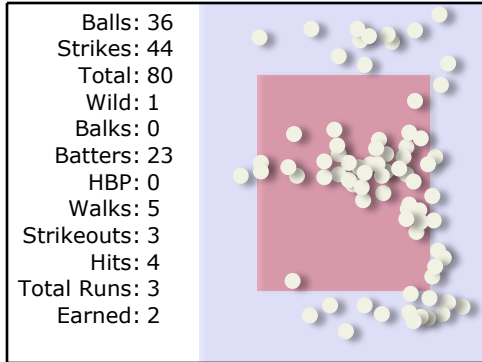 Balls: 36
Strikes: 44
Total: 80
Wild: 1
Balks: 0
Batters: 23
HBP: 0
Walks: 5
Strikeouts: 3
Hits: 4
Total Runs: 3
Earned: 2